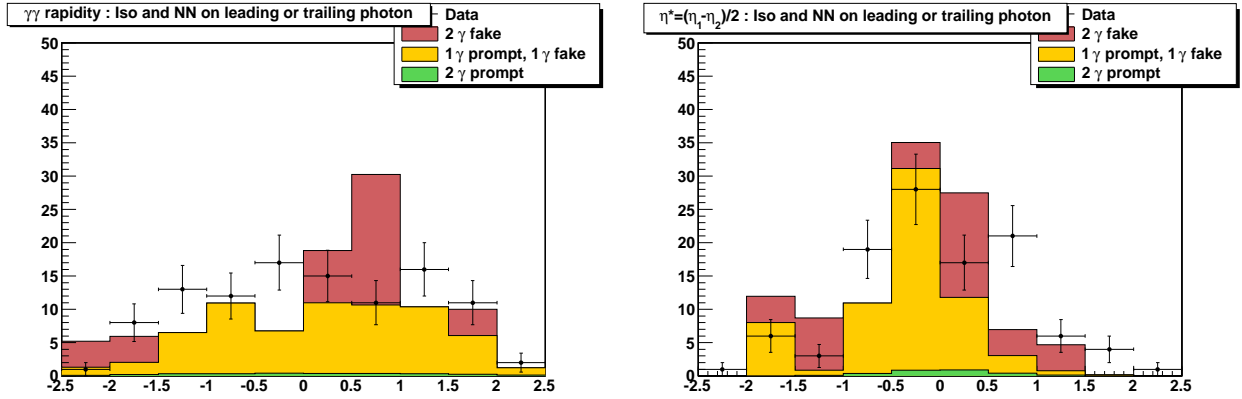 γγ rapidity : Iso and NN on leading or trailing photon
Data
2 γ fake
1 γ prompt, 1 γ fake
2 γ prompt
50
45
40
35
30
25
20
15
10
5
0
-2.5 -2 -1.5 -1 -0.5 0 0.5 1 1.5 2 2.5
η*=(η1-η2)/2 : Iso and NN on leading or trailing photon
Data
2 γ fake
1 γ prompt, 1 γ fake
2 γ prompt
50
45
40
35
30
25
20
15
10
5
0
-2.5 -2 -1.5 -1 -0.5 0 0.5 1 1.5 2 2.5